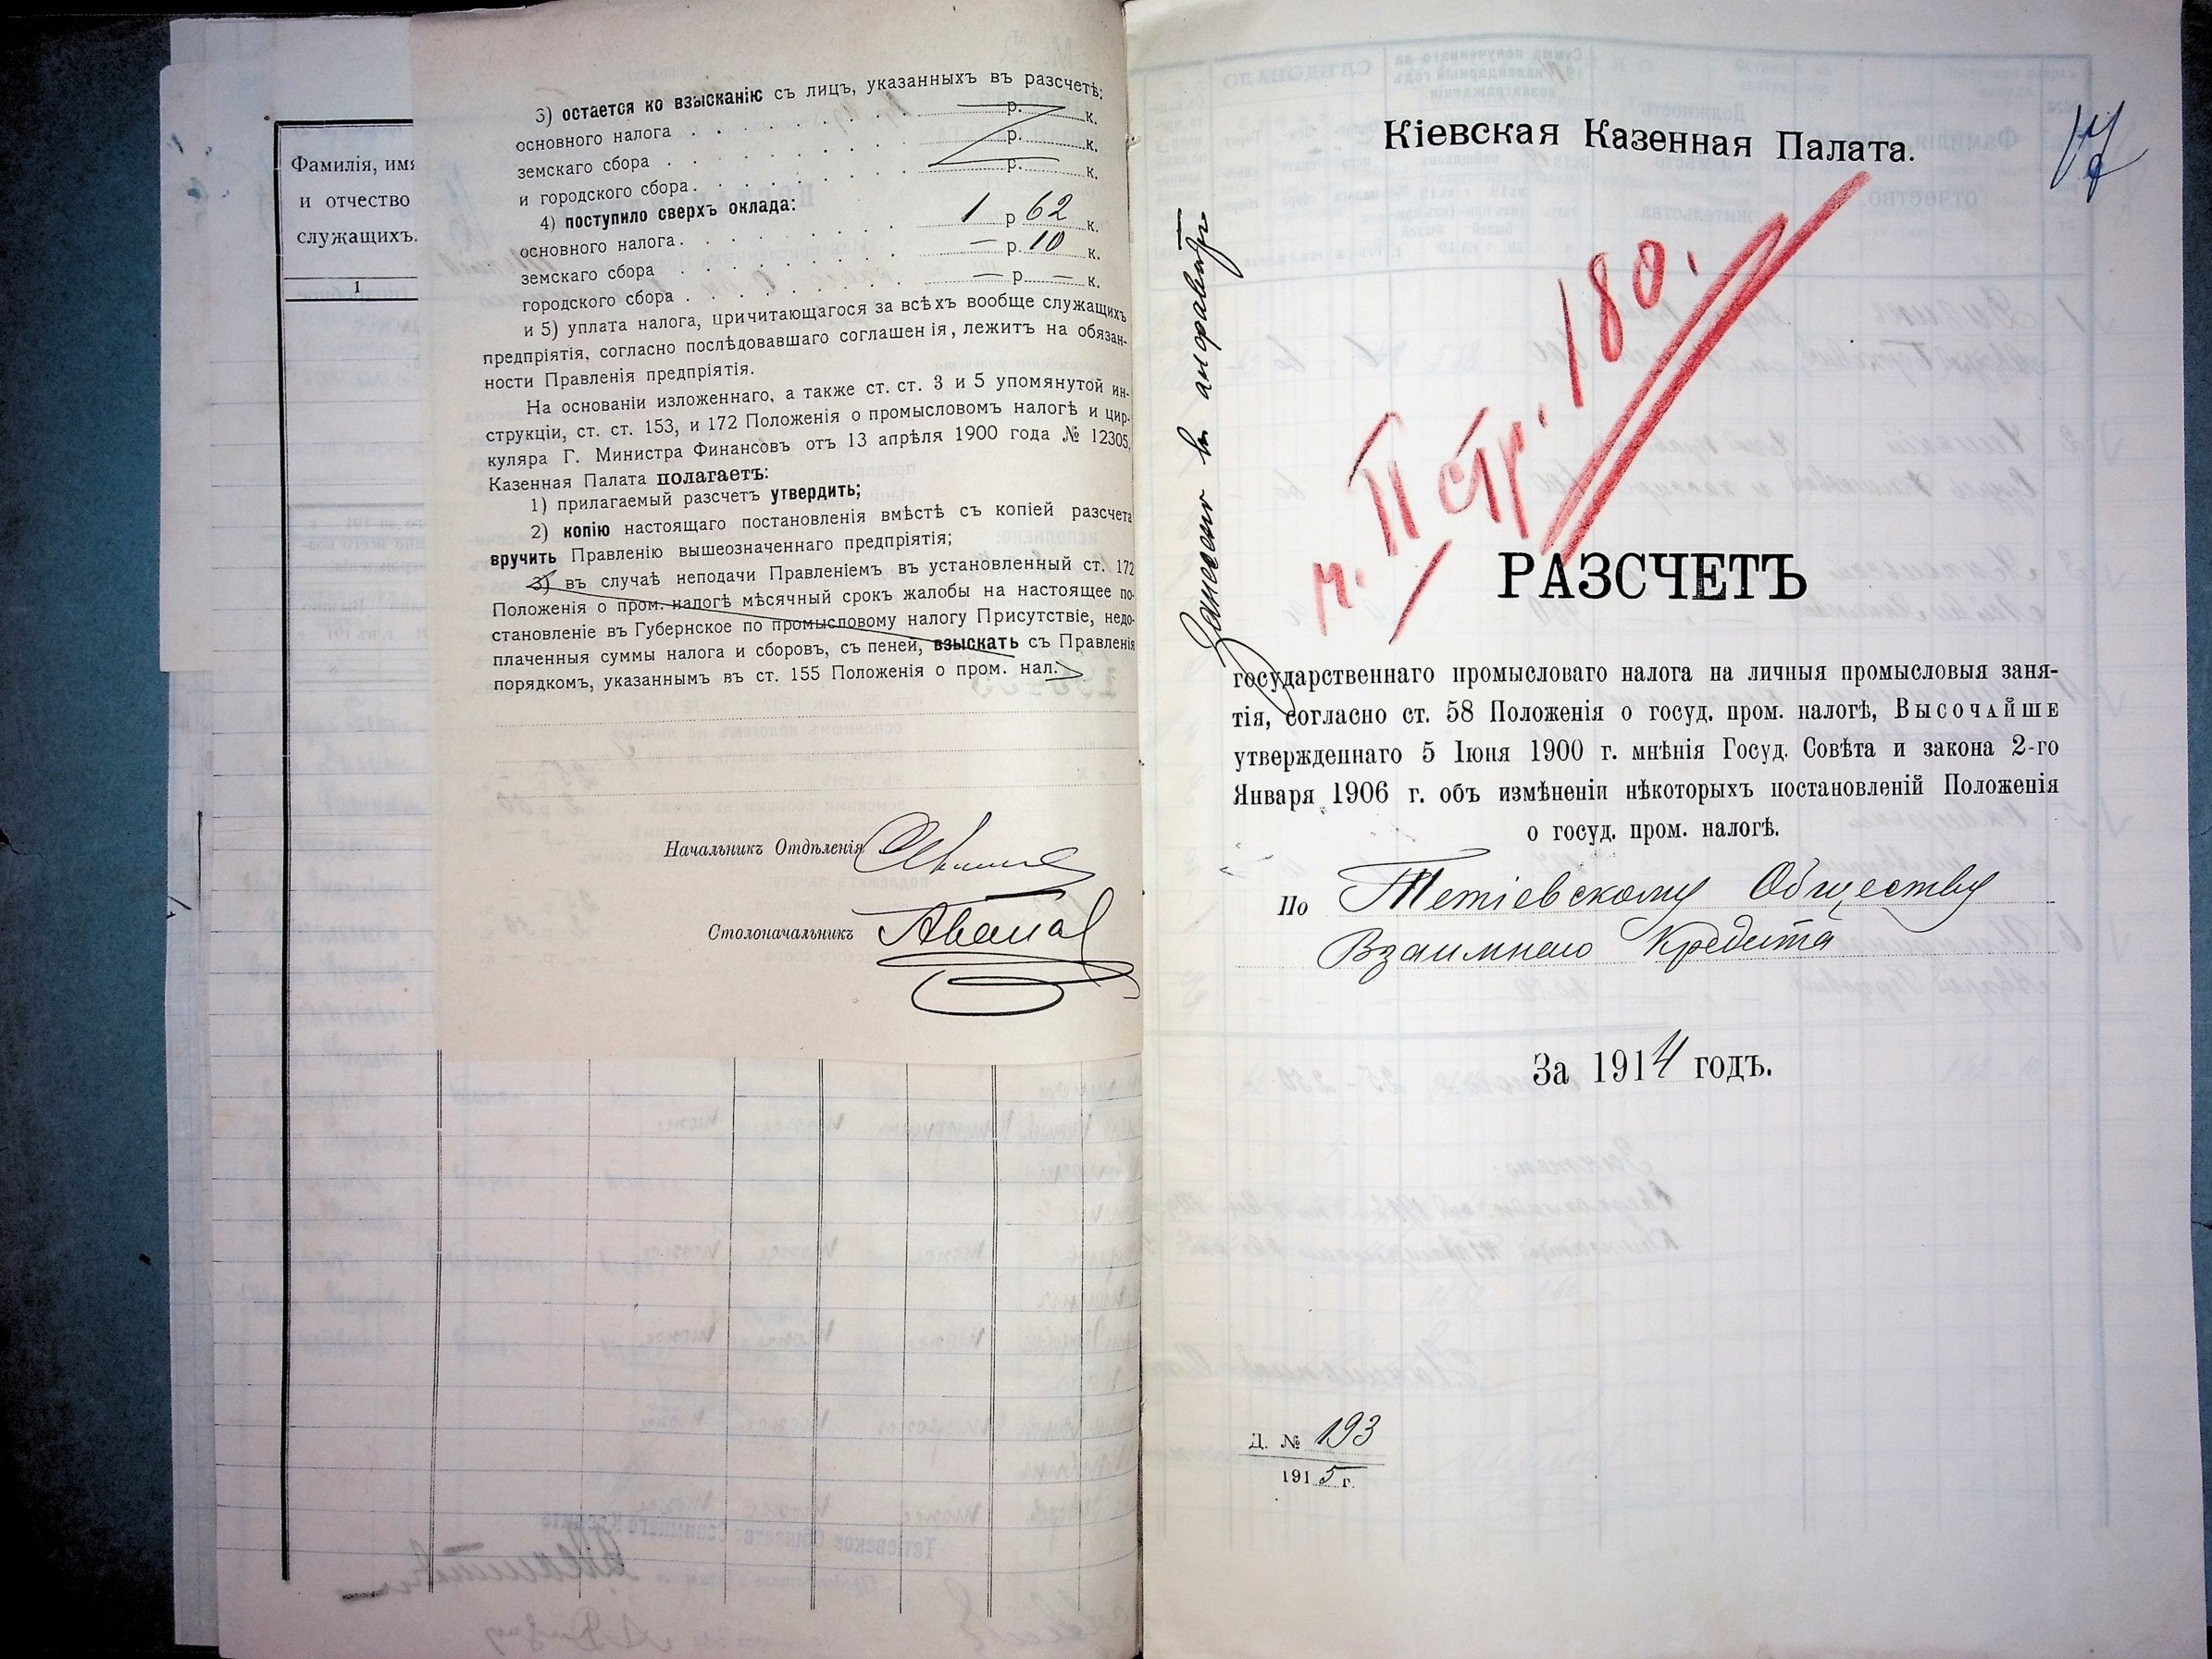 Фамилія, имя
и отчество
служащихъ.
1
3) остается ко взысканію съ лицъ, указанныхъ въ разсчетѣ:
основного налога . . . . . . р. к.
земскаго сбора . . . . . . р. к.
и городского сбора . . . . . . р. к.
4) поступило сверхъ оклада:
основного налога . . . . . . 1 р 62 к.
земскаго сбора . . . . . . — р. 10 к.
городского сбора . . . . . . — р. — к.
и 5) уплата налога, причитающагося за всѣхъ вообще служащихъ
предпріятія, согласно послѣдовавшаго соглашенія, лежитъ на обязан-
ности Правленія предпріятія.
На основаніи изложеннаго, а также ст. ст. 3 и 5 упомянутой ин-
струкціи, ст. ст. 153, и 172 Положенія о промысловомъ налогѣ и цир-
куляра Г. Министра Финансовъ отъ 13 апрѣля 1900 года № 12305,
Казенная Палата полагаетъ:
1) прилагаемый разсчетъ утвердить;
2) копію настоящаго постановленія вмѣстѣ съ копіей разсчета
вручить Правленію вышеозначеннаго предпріятія;
3) въ случаѣ неподачи Правленіемъ въ установленный ст. 172
Положенія о пром. налогѣ мѣсячный срокъ жалобы на настоящее по-
становленіе въ Губернское по промысловому налогу Присутствіе, недо-
плаченныя суммы налога и сборовъ, съ пеней, взыскать съ Правленія
порядкомъ, указаннымъ въ ст. 155 Положенія о пром. нал.
Начальникъ Отдѣленія
Столоначальникъ
Кіевская Казенная Палата.
17
Занесено въ алфавитъ
II стр. 180.
РАЗСЧЕТЪ
государственнаго промысловаго налога на личныя промысловыя заня-
тія, согласно ст. 58 Положенія о госуд. пром. налогѣ, Высочайше
утвержденнаго 5 Іюня 1900 г. мнѣнія Госуд. Совѣта и закона 2-го
Января 1906 г. объ измѣненіи нѣкоторыхъ постановленій Положенія
о госуд. пром. налогѣ.
По Тетіевскому Обществу
Взаимнаго Кредита
За 1914 годъ.
Д. № 193
1915 г.